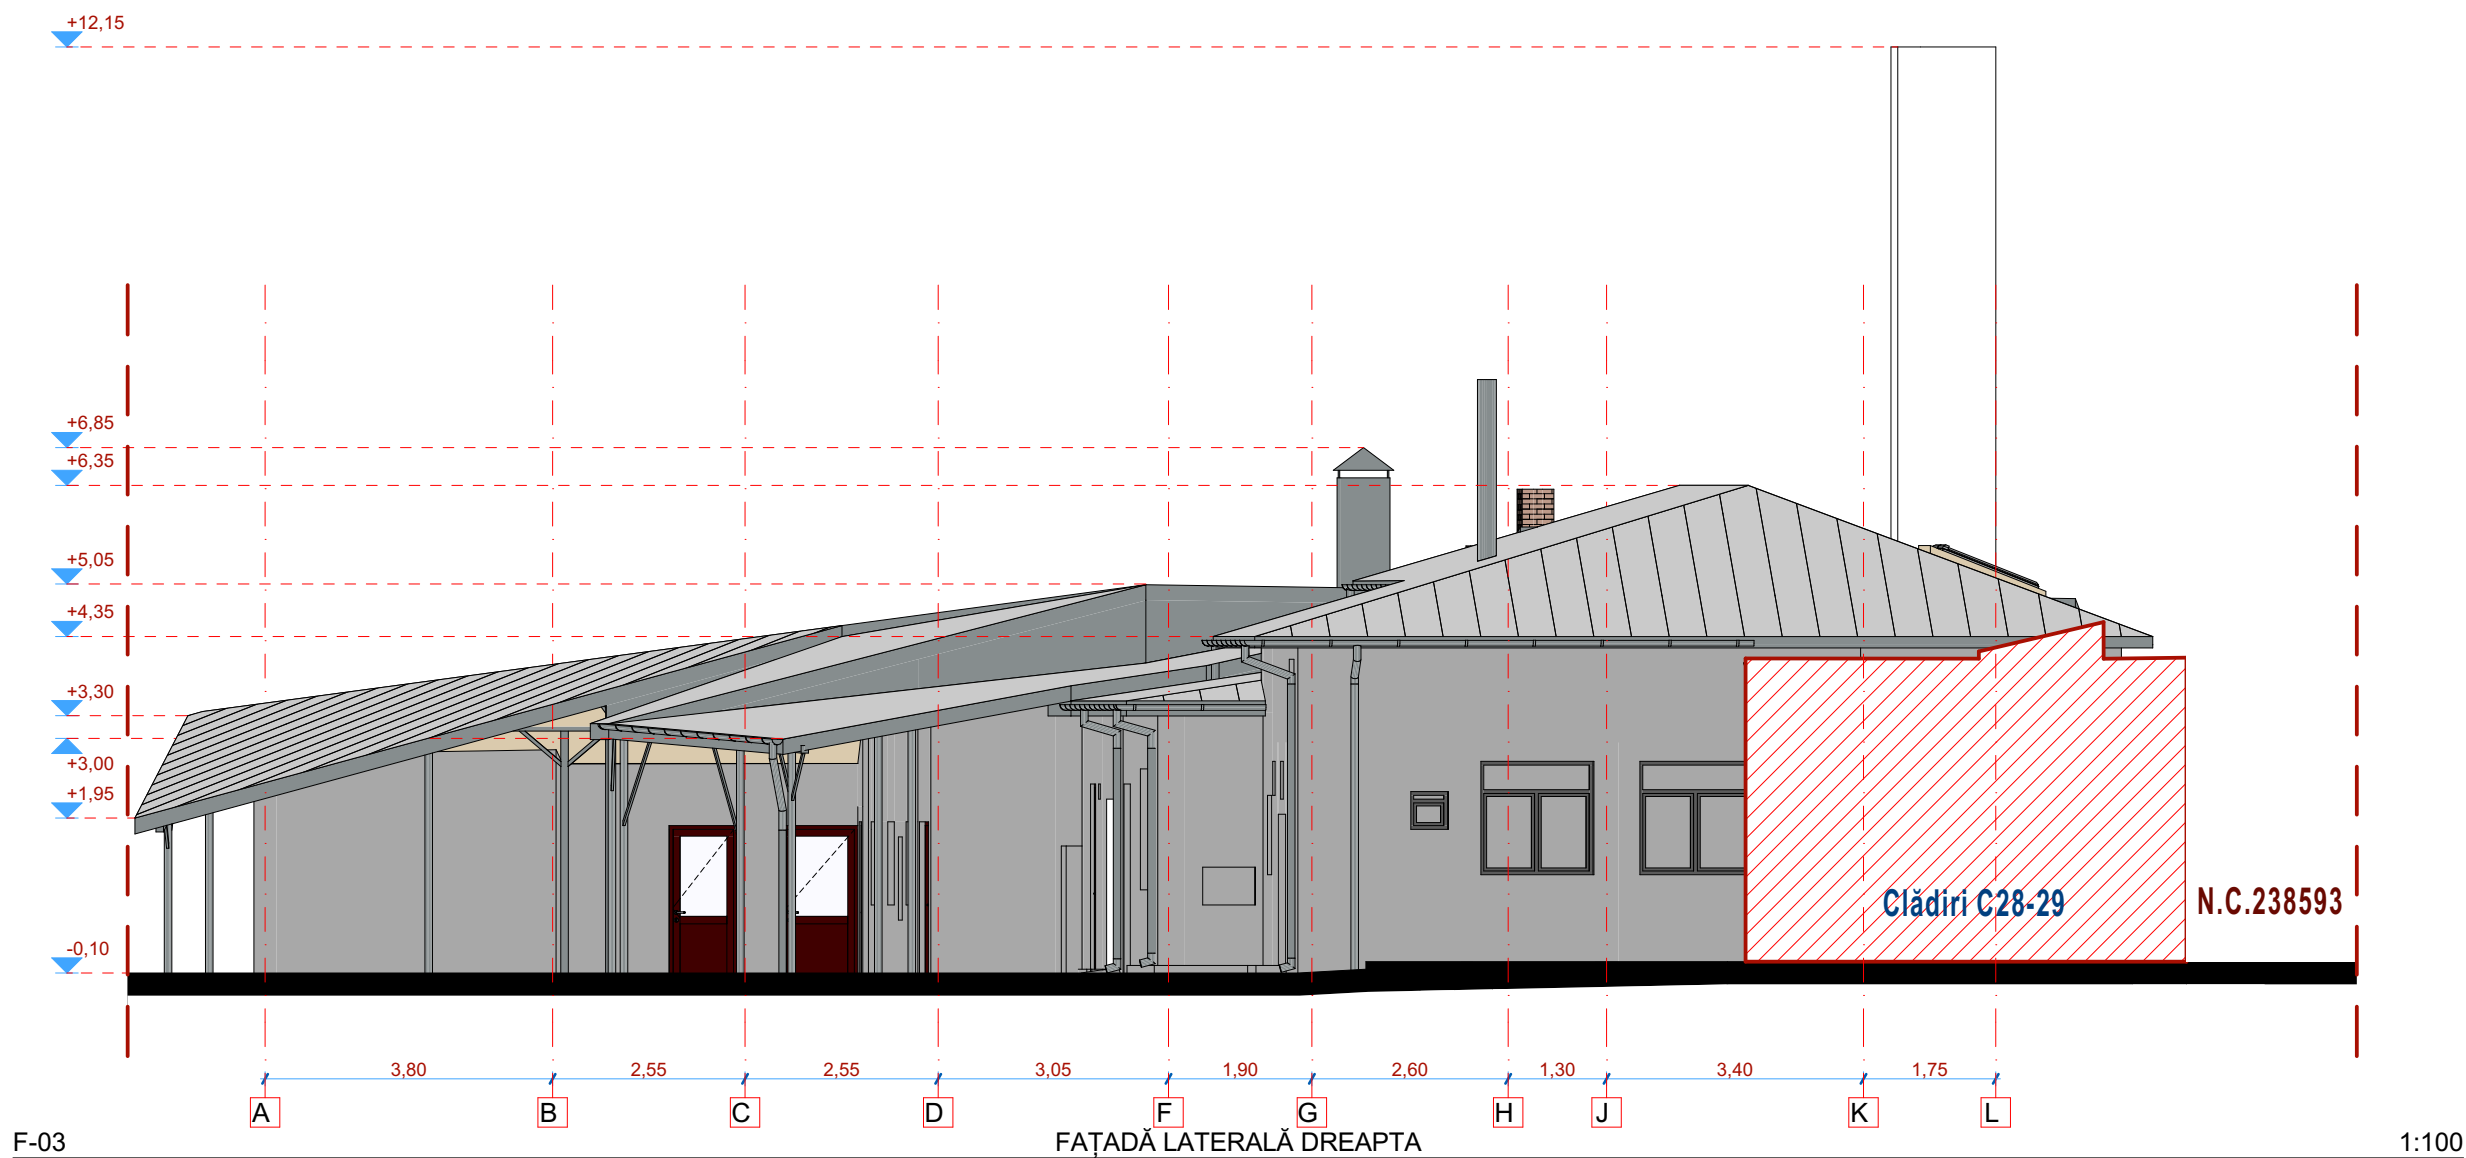 +12,15
+6,85
+6,35
+5,05
+4,35
+3,30
+3,00
+1,95
-0,10
Clădiri C28-29
N.C.238593
3,80 2,55 2,55 3,05 1,90 2,60 1,30 3,40 1,75
A B C D F G H J K L
F-03 FAȚADĂ LATERALĂ DREAPTA 1:100